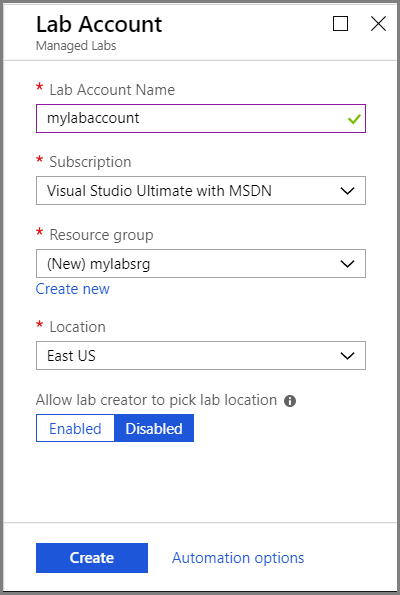 Lab Account
Managed Labs
* Lab Account Name
mylabaccount
* Subscription
Visual Studio Ultimate with MSDN
* Resource group
(New) mylabsrg
Create new
* Location
East US
Allow lab creator to pick lab location
Enabled Disabled
Create Automation options